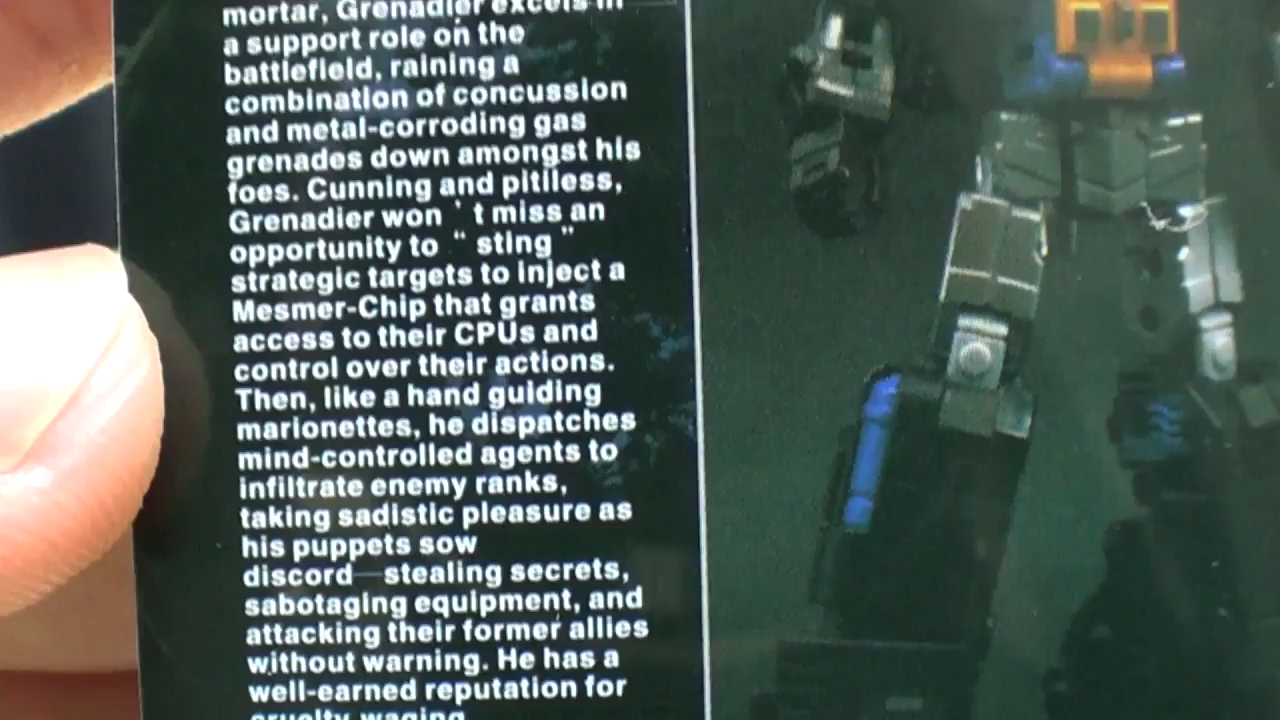 mortar, Grenadier excels in
a support role on the
battlefield, raining a
combination of concussion
and metal-corroding gas
grenades down amongst his
foes. Cunning and pitiless,
Grenadier won ' t miss an
opportunity to “ sting ”
strategic targets to inject a
Mesmer-Chip that grants
access to their CPUs and
control over their actions.
Then, like a hand guiding
marionettes, he dispatches
mind-controlled agents to
infiltrate enemy ranks,
taking sadistic pleasure as
his puppets sow
discord—stealing secrets,
sabotaging equipment, and
attacking their former allies
without warning. He has a
well-earned reputation for
cruelty, waging